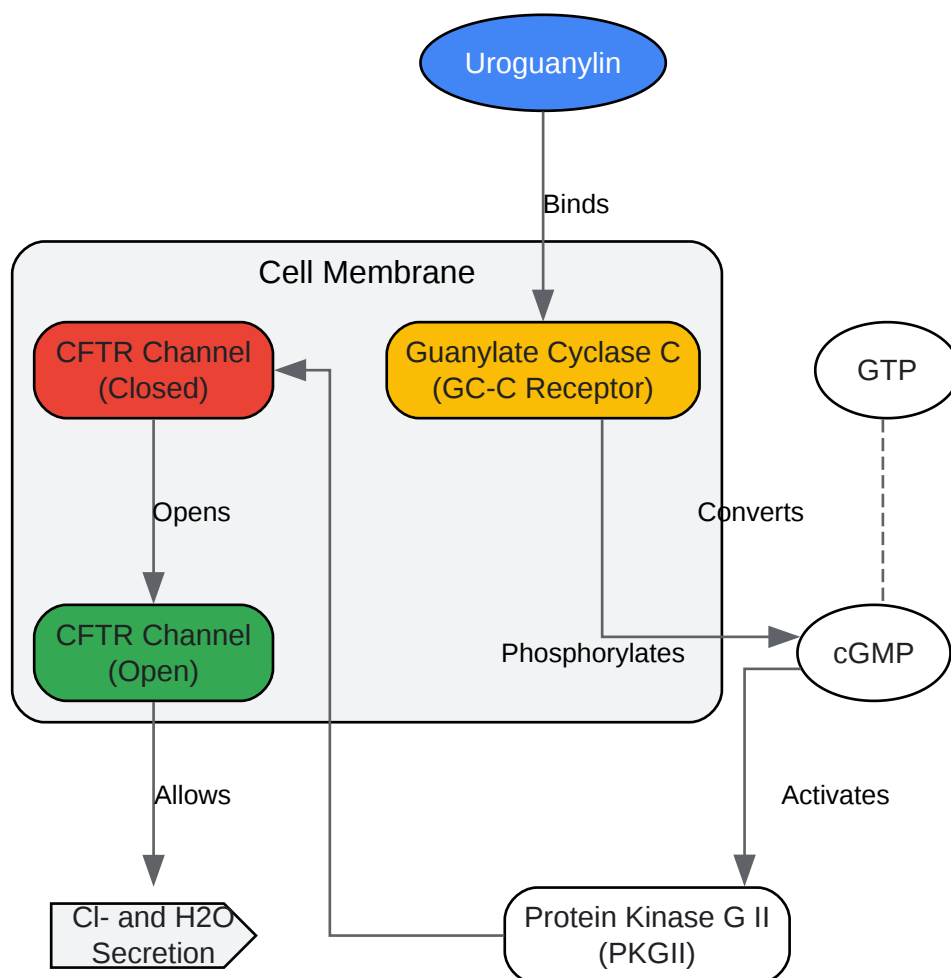 Uroguanylin
Binds
Cell Membrane
CFTR Channel
(Closed)
Guanylate Cyclase C
(GC-C Receptor)
GTP
Opens
Converts
CFTR Channel
(Open)
Phosphorylates
cGMP
Allows
Activates
Cl- and H2O
Secretion
Protein Kinase G II
(PKGII)